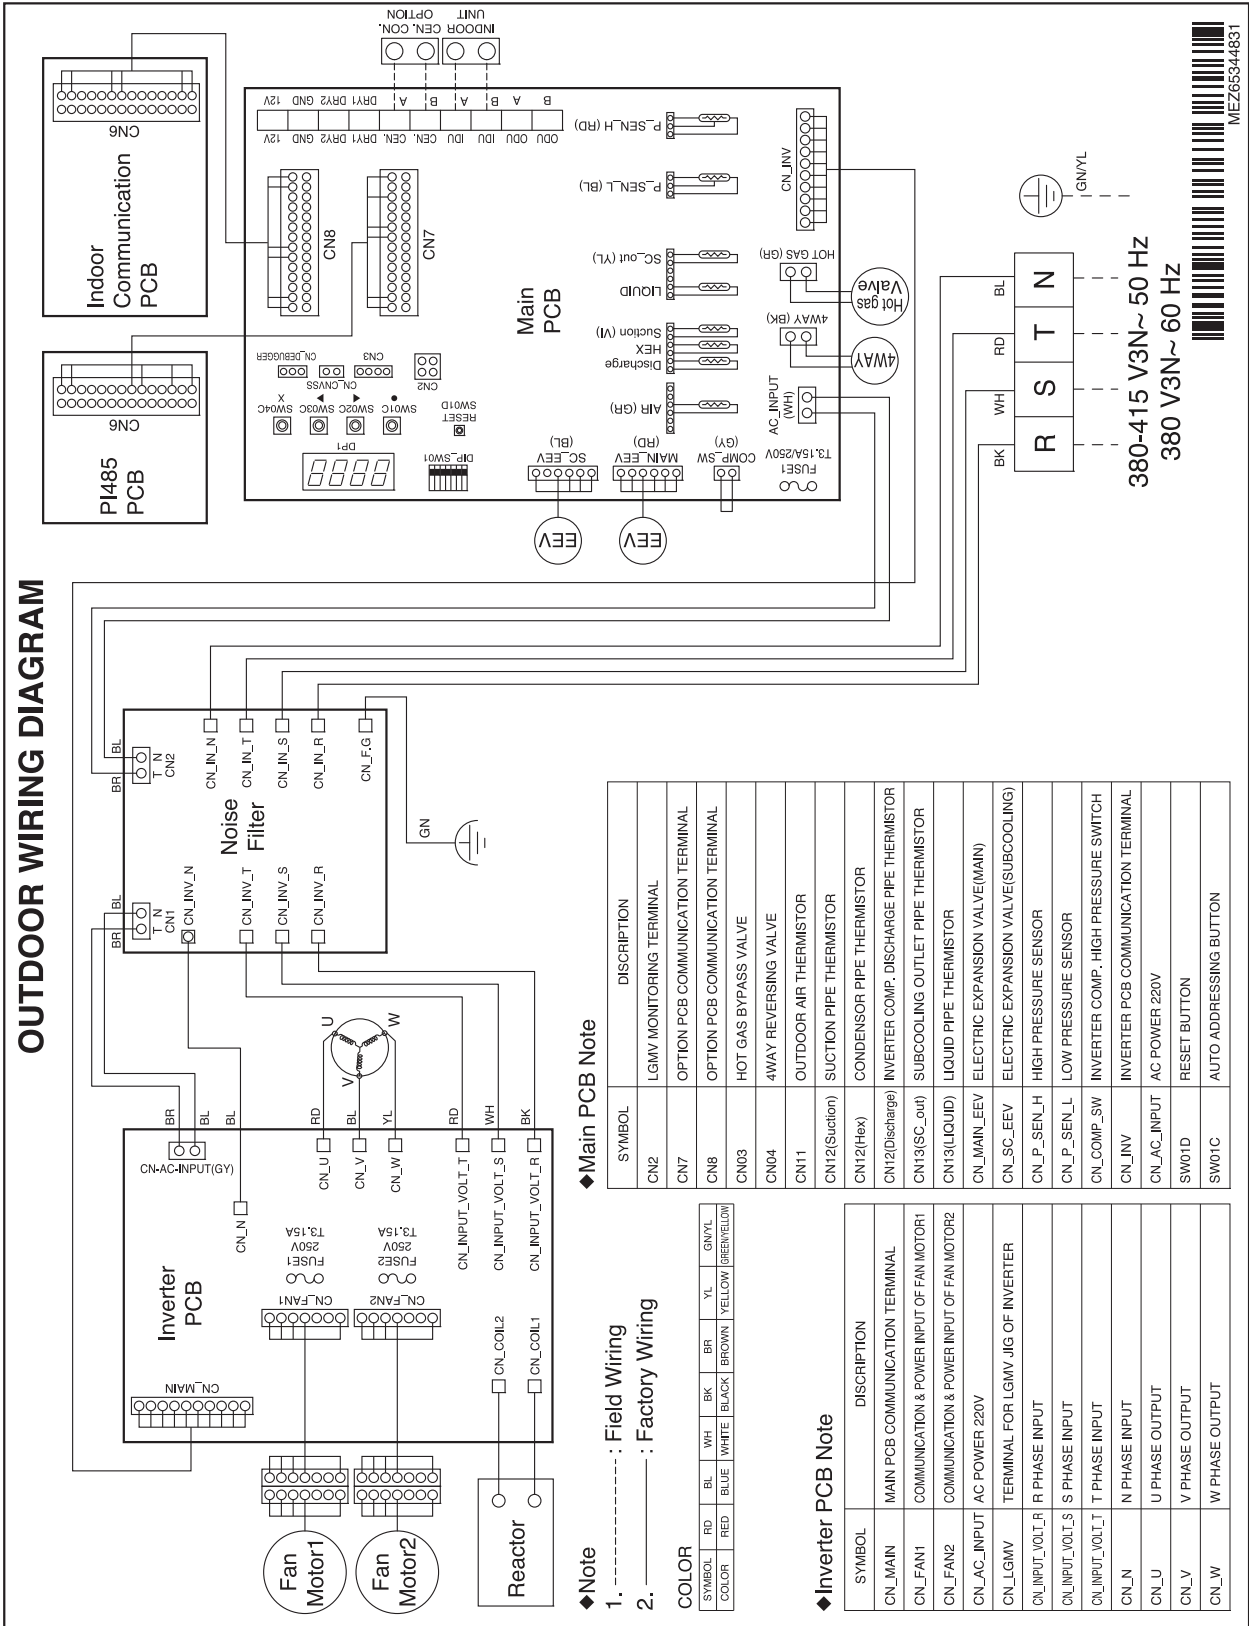 OUTDOOR WIRING DIAGRAM
Inverter
PCB
CN_MAIN
CN-AC-INPUT(GY)
BR
BL
BL
CN_N
CN_FAN1
FUSE1
250V
T3.15A
CN_FAN2
FUSE2
250V
T3.15A
CN_U
CN_V
CN_W
RD
BL
YL
U
V
W
CN_INPUT_VOLT_T
CN_INPUT_VOLT_S
CN_INPUT_VOLT_R
RD
WH
BK
CN_COIL2
CN_COIL1
Fan
Motor1
Fan
Motor2
Reactor
Noise
Filter
BR
BL
T N
CN1
BR
BL
T N
CN2
CN_INV_N
CN_INV_T
CN_INV_S
CN_INV_R
CN_IN_N
CN_IN_T
CN_IN_S
CN_IN_R
CN_F.G
GN
PI485
PCB
CN6
Indoor
Communication
PCB
CN6
Main
PCB
DP1
SW04C
X
SW03C
▶
SW02C
◀
SW01C
●
CN_DEBUGGER
CN_CNVSS
CN3
CN2
DIP_SW01
RESET
SW01D
CN8
CN7
12V GND DRY2 DRY1 A B A B A B
12V GND DRY2 DRY1 CEN. CEN. IDU IDU ODU ODU
CEN. CON.
OPTION
INDOOR
UNIT
SC_EEV
(BL)
MAIN_EEV
(RD)
COMP_SW
(GY)
EEV
EEV
FUSE1
T3.15A/250V
AIR (GR)
Discharge
HEX
Suction (VI)
LIQUID
SC_out (YL)
P_SEN_L (BL)
P_SEN_H (RD)
AC_INPUT
(WH)
4WAY (BK)
4WAY
HOT GAS (GR)
Hot gas
Valve
CN_INV
BK
WH
RD
BL
R S T N
GN/YL
380-415 V3N~ 50 Hz
380 V3N~ 60 Hz
MEZ65344831
◆Note
1. ------------- : Field Wiring
2. ——— : Factory Wiring
COLOR
SYMBOL RD BL WH BK BR YL GN/YL
COLOR RED BLUE WHITE BLACK BROWN YELLOW GREEN/YELLOW
◆Main PCB Note
SYMBOL DISCRIPTION
CN2 LGMV MONITORING TERMINAL
CN7 OPTION PCB COMMUNICATION TERMINAL
CN8 OPTION PCB COMMUNICATION TERMINAL
CN03 HOT GAS BYPASS VALVE
CN04 4WAY REVERSING VALVE
CN11 OUTDOOR AIR THERMISTOR
CN12(Suction) SUCTION PIPE THERMISTOR
CN12(Hex) CONDENSOR PIPE THERMISTOR
CN12(Discharge) INVERTER COMP. DISCHARGE PIPE THERMISTOR
CN13(SC_out) SUBCOOLING OUTLET PIPE THERMISTOR
CN13(LIQUID) LIQUID PIPE THERMISTOR
CN_MAIN_EEV ELECTRIC EXPANSION VALVE(MAIN)
CN_SC_EEV ELECTRIC EXPANSION VALVE(SUBCOOLING)
CN_P_SEN_H HIGH PRESSURE SENSOR
CN_P_SEN_L LOW PRESSURE SENSOR
CN_COMP_SW INVERTER COMP. HIGH PRESSURE SWITCH
CN_INV INVERTER PCB COMMUNICATION TERMINAL
CN_AC_INPUT AC POWER 220V
SW01D RESET BUTTON
SW01C AUTO ADDRESSING BUTTON
◆Inverter PCB Note
SYMBOL DISCRIPTION
CN_MAIN MAIN PCB COMMUNICATION TERMINAL
CN_FAN1 COMMUNICATION & POWER INPUT OF FAN MOTOR1
CN_FAN2 COMMUNICATION & POWER INPUT OF FAN MOTOR2
CN_AC_INPUT AC POWER 220V
CN_LGMV TERMINAL FOR LGMV JIG OF INVERTER
CN_INPUT_VOLT_R R PHASE INPUT
CN_INPUT_VOLT_S S PHASE INPUT
CN_INPUT_VOLT_T T PHASE INPUT
CN_N N PHASE INPUT
CN_U U PHASE OUTPUT
CN_V V PHASE OUTPUT
CN_W W PHASE OUTPUT